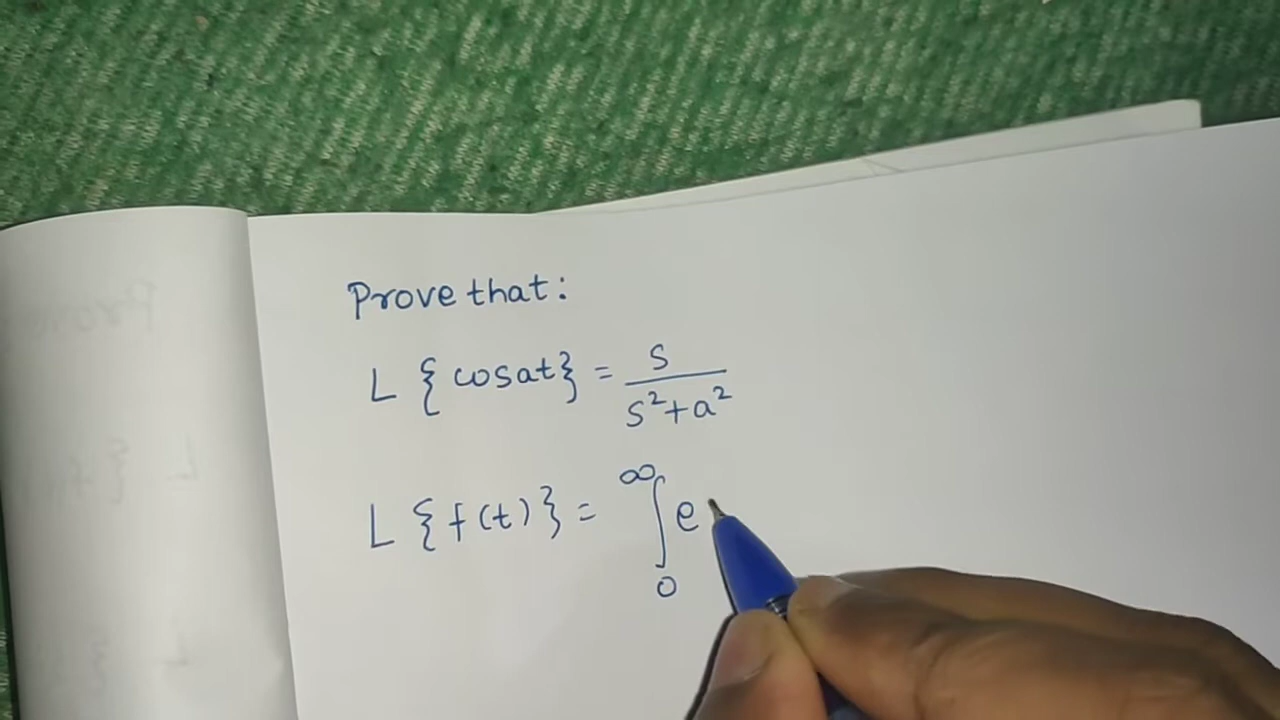 Prove that:
L { cosat} = s / s²+a²
L {f(t)} = ∞∫0 e